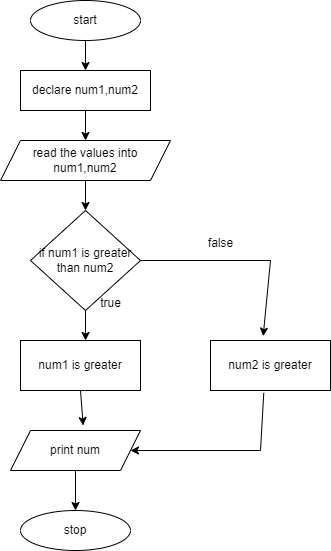 start
declare num1,num2
read the values into
num1,num2
if num1 is greater
than num2
false
true
num1 is greater
num2 is greater
print num
stop